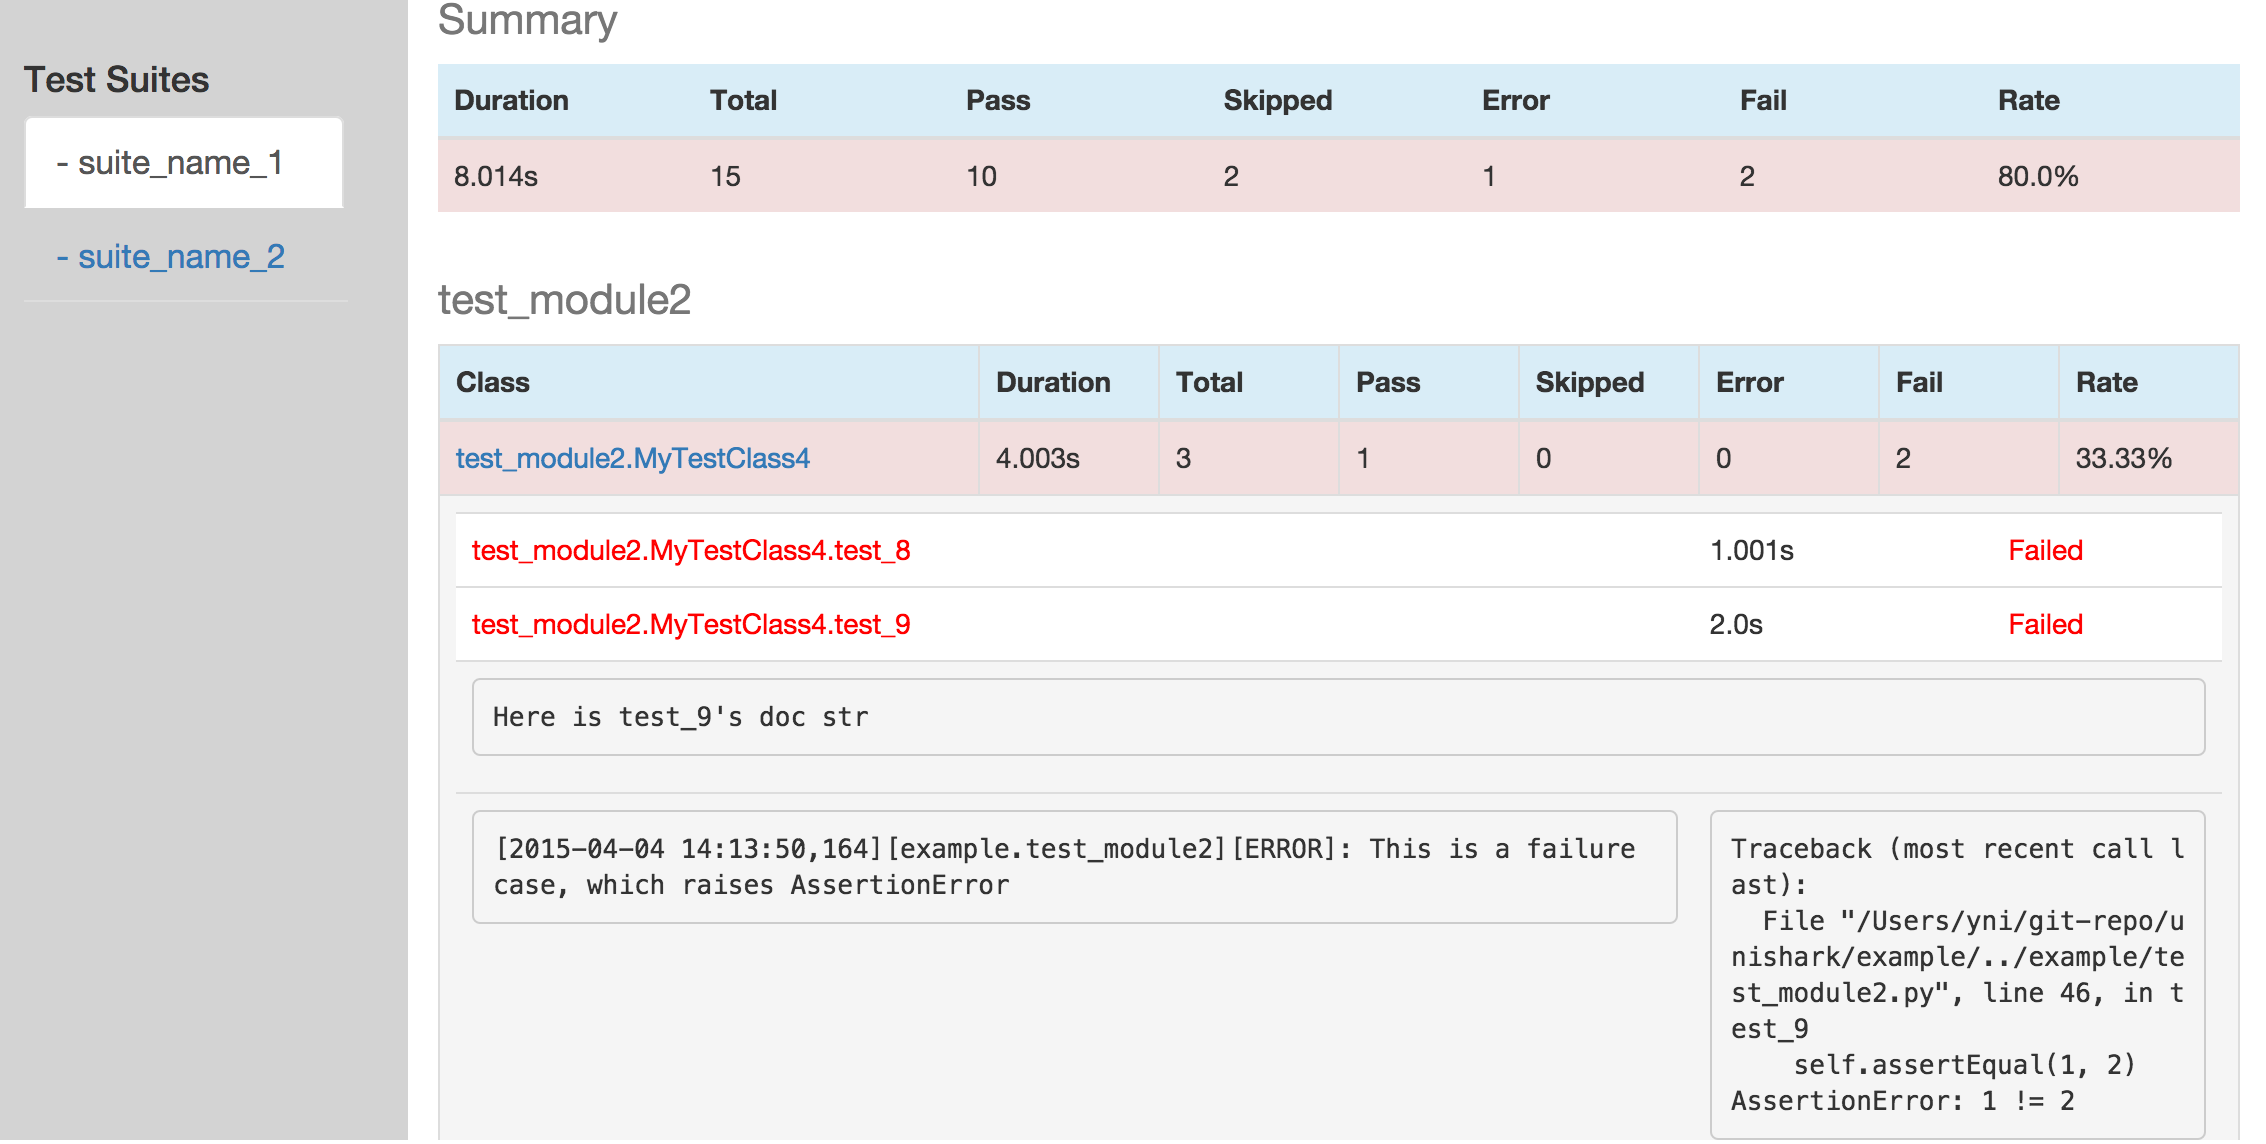 Test Suites
- suite_name_1
- suite_name_2
Summary
Duration Total Pass Skipped Error Fail Rate
8.014s 15 10 2 1 2 80.0%
test_module2
Class Duration Total Pass Skipped Error Fail Rate
test_module2.MyTestClass4 4.003s 3 1 0 0 2 33.33%
test_module2.MyTestClass4.test_8 1.001s Failed
test_module2.MyTestClass4.test_9 2.0s Failed
Here is test_9's doc str
[2015-04-04 14:13:50,164][example.test_module2][ERROR]: This is a failure
case, which raises AssertionError
Traceback (most recent call l
ast):
  File "/Users/yni/git-repo/u
nishark/example/../example/te
st_module2.py", line 46, in t
est_9
    self.assertEqual(1, 2)
AssertionError: 1 != 2